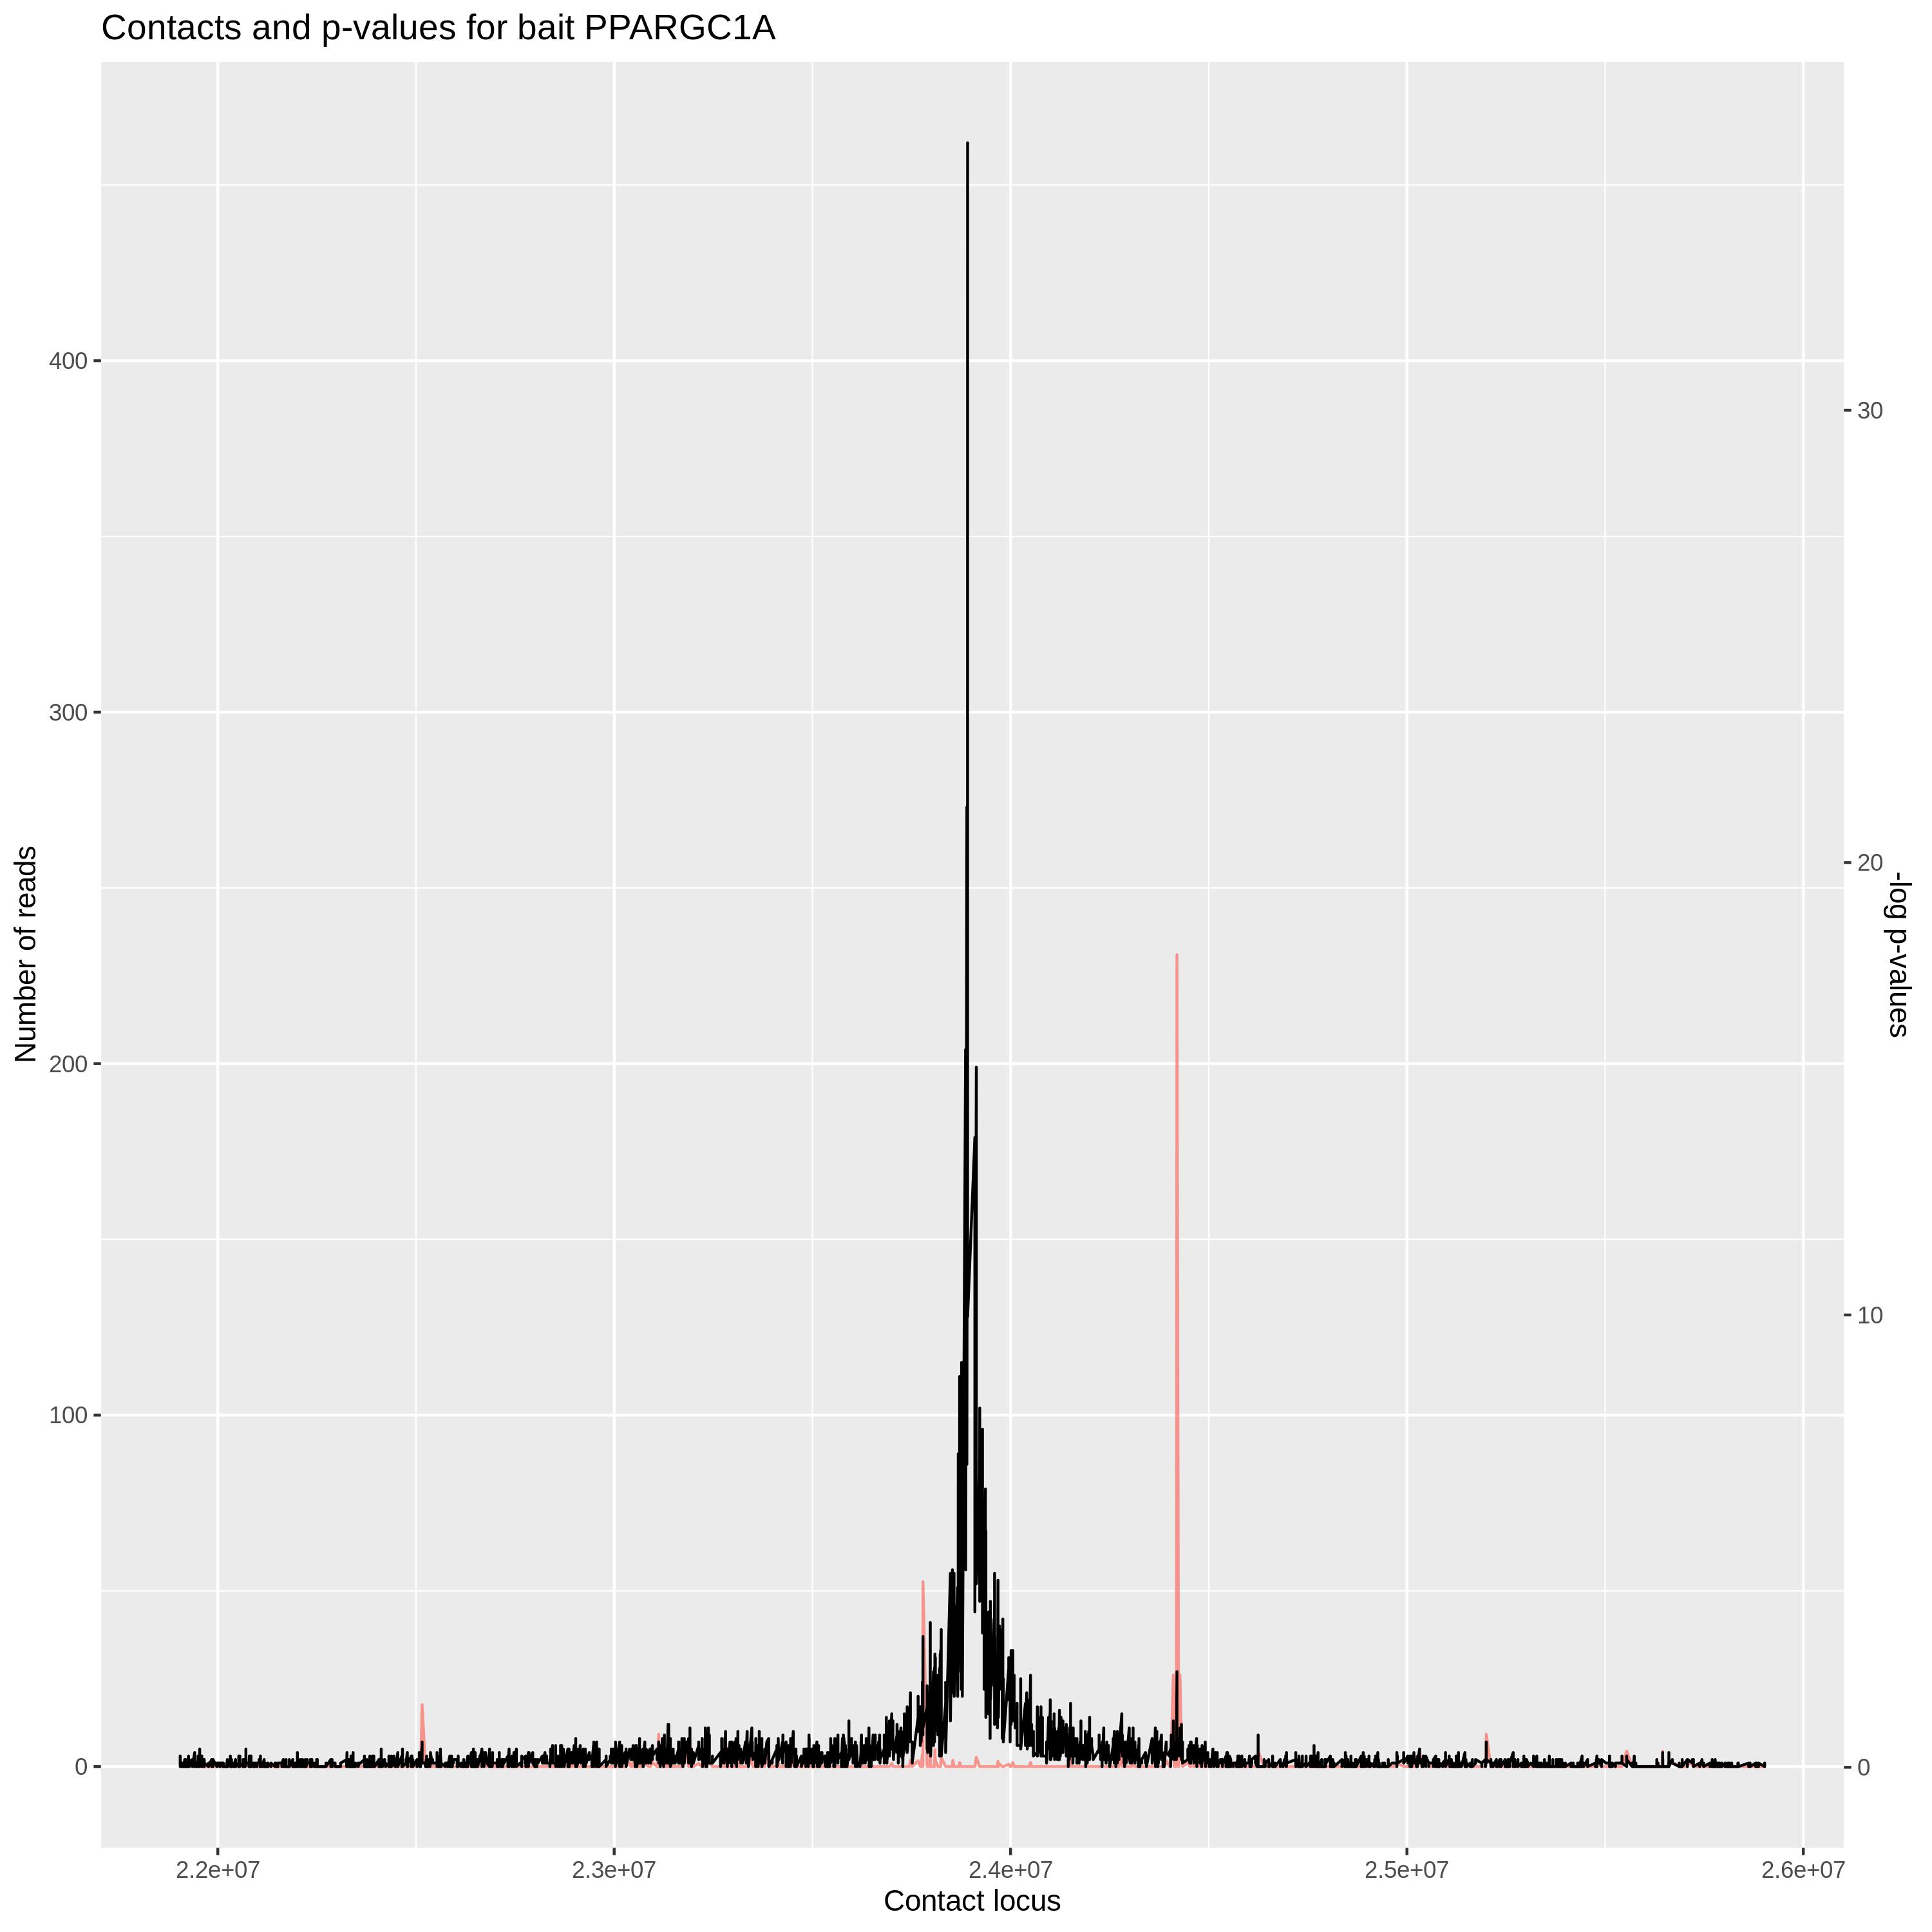 Contacts and p-values for bait PPARGC1A
Number of reads
400
300
200
100
0
30
20
10
0
-log p-values
2.2e+07
2.3e+07
2.4e+07
2.5e+07
2.6e+07
Contact locus